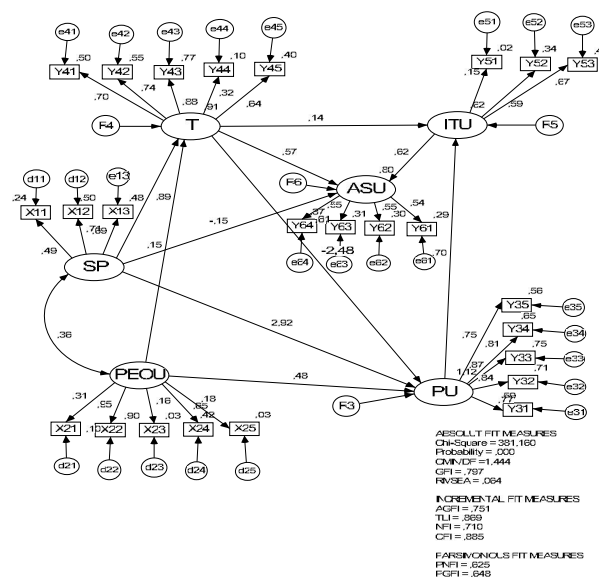 e41 e42 e43 e44 e45
,50 ,55 ,77 ,10 ,40
Y41 Y42 Y43 Y44 Y45
,70 ,74 ,88 ,32 ,64
,91
F4 T
e51 e52 e53
,02 ,34
Y51 Y52 Y53
,15 ,59 ,67
,62
ITU F5
,14
,57 ,62
,80
F6 ASU
,55 ,55 ,54
,37 ,31 ,30 ,29
Y64 Y63 Y62 Y61
e64 e63 e62 e61
-2,48
,70
d11 d12 e13
,24 ,50 ,48
X11 X12 X13
,49
SP
,89
-,15
,15
2,92
,36
PEOU
,48
,31 ,95 ,90 ,16 ,03 ,42 ,18 ,03
X21 X22 X23 X24 X25
d21 d22 d23 d24 d25
,56
Y35 e35
,65
Y34 e34
,75
Y33 e33
,71
Y32 e32
Y31 e31
,75 ,81 ,87 ,84 ,77
1,12
PU
F3
ABSOLUT FIT MEASURES
Chi-Square = 381,160
Probability = ,000
CMIN/DF =1,444
GFI = ,797
RMSEA = ,064
INCREMENTAL FIT MEASURES
AGFI = ,751
TLI = ,869
NFI = ,710
CFI = ,885
PARSIMONIOUS FIT MEASURES
PNFI = ,625
PGFI = ,648